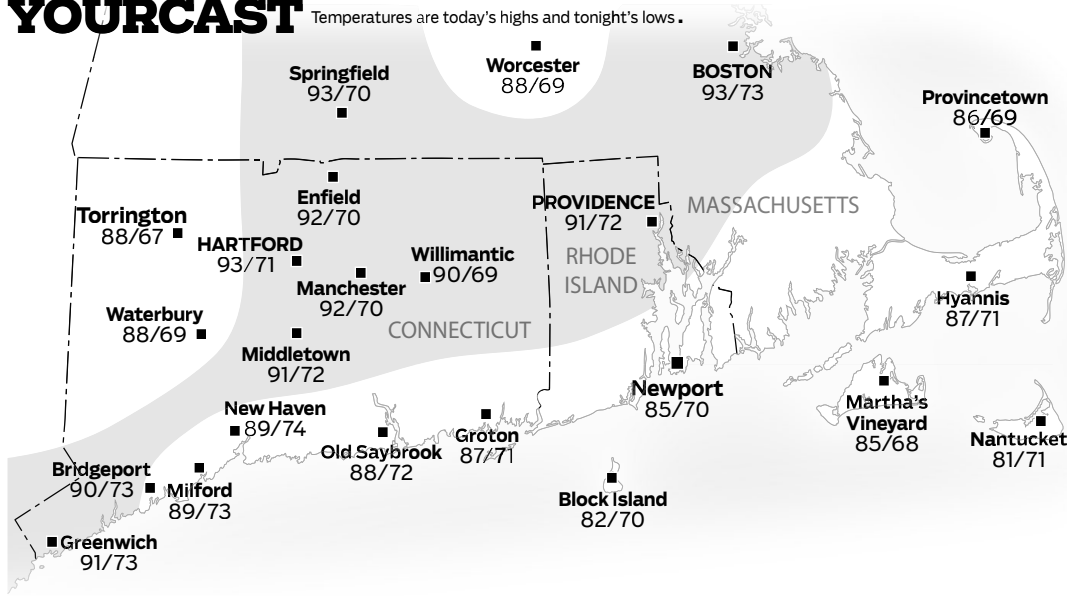 YOURCAST
Temperatures are today's highs and tonight's lows.
Springfield
93/70
Worcester
88/69
BOSTON
93/73
Provincetown
86/69
Enfield
92/70
Torrington
88/67
HARTFORD
93/71
Willimantic
90/69
Manchester
92/70
PROVIDENCE
91/72
MASSACHUSETTS
RHODE
ISLAND
Waterbury
88/69
CONNECTICUT
Middletown
91/72
Hyannis
87/71
Newport
85/70
Martha's
Vineyard
85/68
Nantucket
81/71
New Haven
89/74
Old Saybrook
88/72
Groton
87/71
Bridgeport
90/73
Milford
89/73
Block Island
82/70
Greenwich
91/73